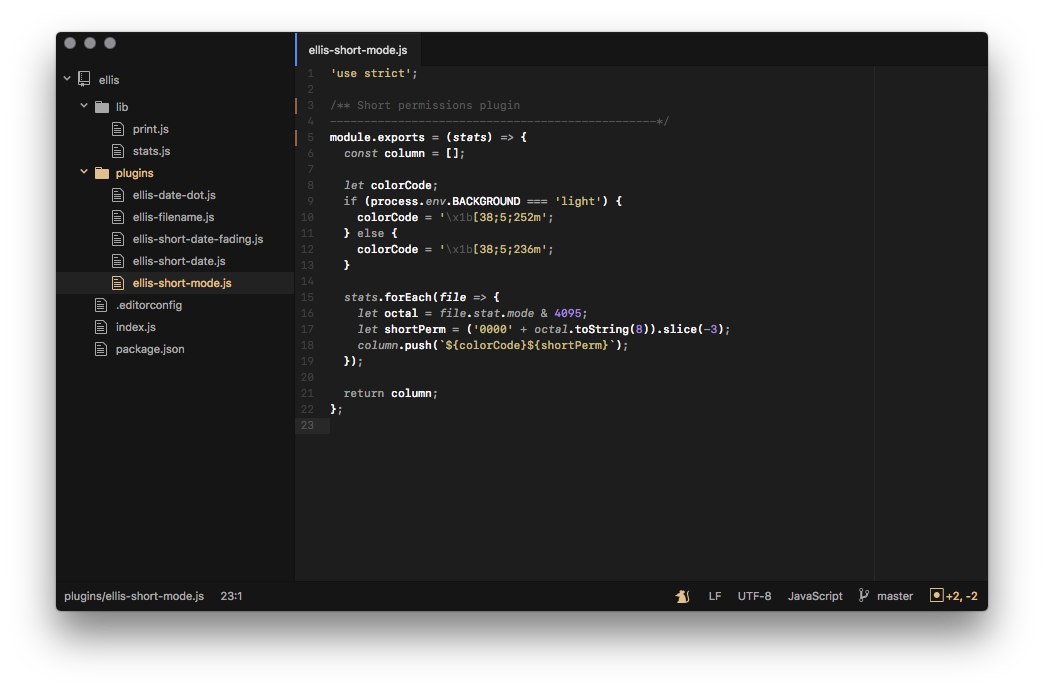 ellis
lib
print.js
stats.js
plugins
ellis-date-dot.js
ellis-filename.js
ellis-short-date-fading.js
ellis-short-date.js
ellis-short-mode.js
.editorconfig
index.js
package.json
ellis-short-mode.js
1 'use strict';
2
3 /** Short permissions plugin
4 ------------------------------------------------*/
5 module.exports = (stats) => {
6   const column = [];
7
8   let colorCode;
9   if (process.env.BACKGROUND === 'light') {
10     colorCode = '\x1b[38;5;252m';
11   } else {
12     colorCode = '\x1b[38;5;236m';
13   }
14
15   stats.forEach(file => {
16     let octal = file.stat.mode & 4095;
17     let shortPerm = ('0000' + octal.toString(8)).slice(-3);
18     column.push(`${colorCode}${shortPerm}`);
19   });
20
21   return column;
22 };
23
plugins/ellis-short-mode.js 23:1 LF UTF-8 JavaScript master +2, -2